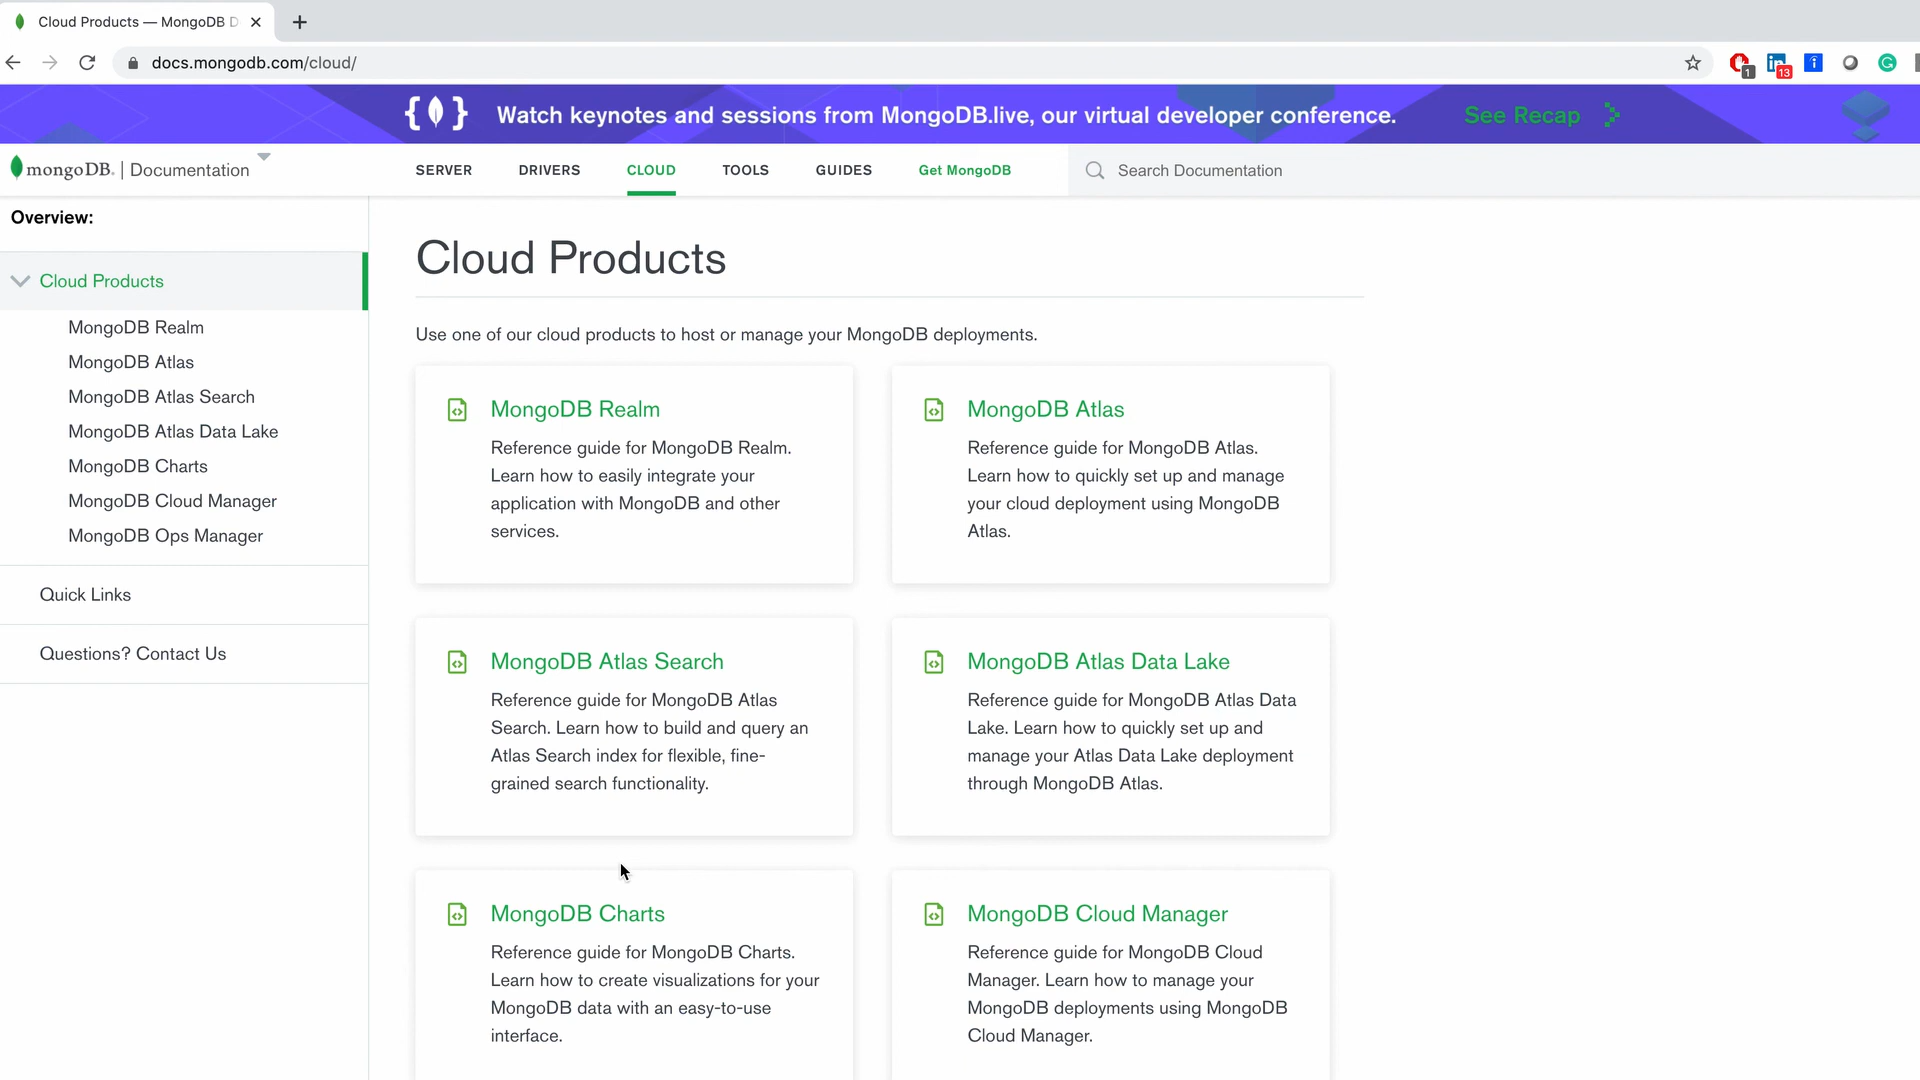 Cloud Products — MongoDB D
docs.mongodb.com/cloud/
1
13
{ } Watch keynotes and sessions from MongoDB.live, our virtual developer conference. See Recap
mongoDB. | Documentation
SERVER DRIVERS CLOUD TOOLS GUIDES Get MongoDB
Search Documentation
Overview:
Cloud Products
MongoDB Realm
MongoDB Atlas
MongoDB Atlas Search
MongoDB Atlas Data Lake
MongoDB Charts
MongoDB Cloud Manager
MongoDB Ops Manager
Quick Links
Questions? Contact Us
Cloud Products
Use one of our cloud products to host or manage your MongoDB deployments.
MongoDB Realm
Reference guide for MongoDB Realm.
Learn how to easily integrate your
application with MongoDB and other
services.
MongoDB Atlas
Reference guide for MongoDB Atlas.
Learn how to quickly set up and manage
your cloud deployment using MongoDB
Atlas.
MongoDB Atlas Search
Reference guide for MongoDB Atlas
Search. Learn how to build and query an
Atlas Search index for flexible, fine-
grained search functionality.
MongoDB Atlas Data Lake
Reference guide for MongoDB Atlas Data
Lake. Learn how to quickly set up and
manage your Atlas Data Lake deployment
through MongoDB Atlas.
MongoDB Charts
Reference guide for MongoDB Charts.
Learn how to create visualizations for your
MongoDB data with an easy-to-use
interface.
MongoDB Cloud Manager
Reference guide for MongoDB Cloud
Manager. Learn how to manage your
MongoDB deployments using MongoDB
Cloud Manager.